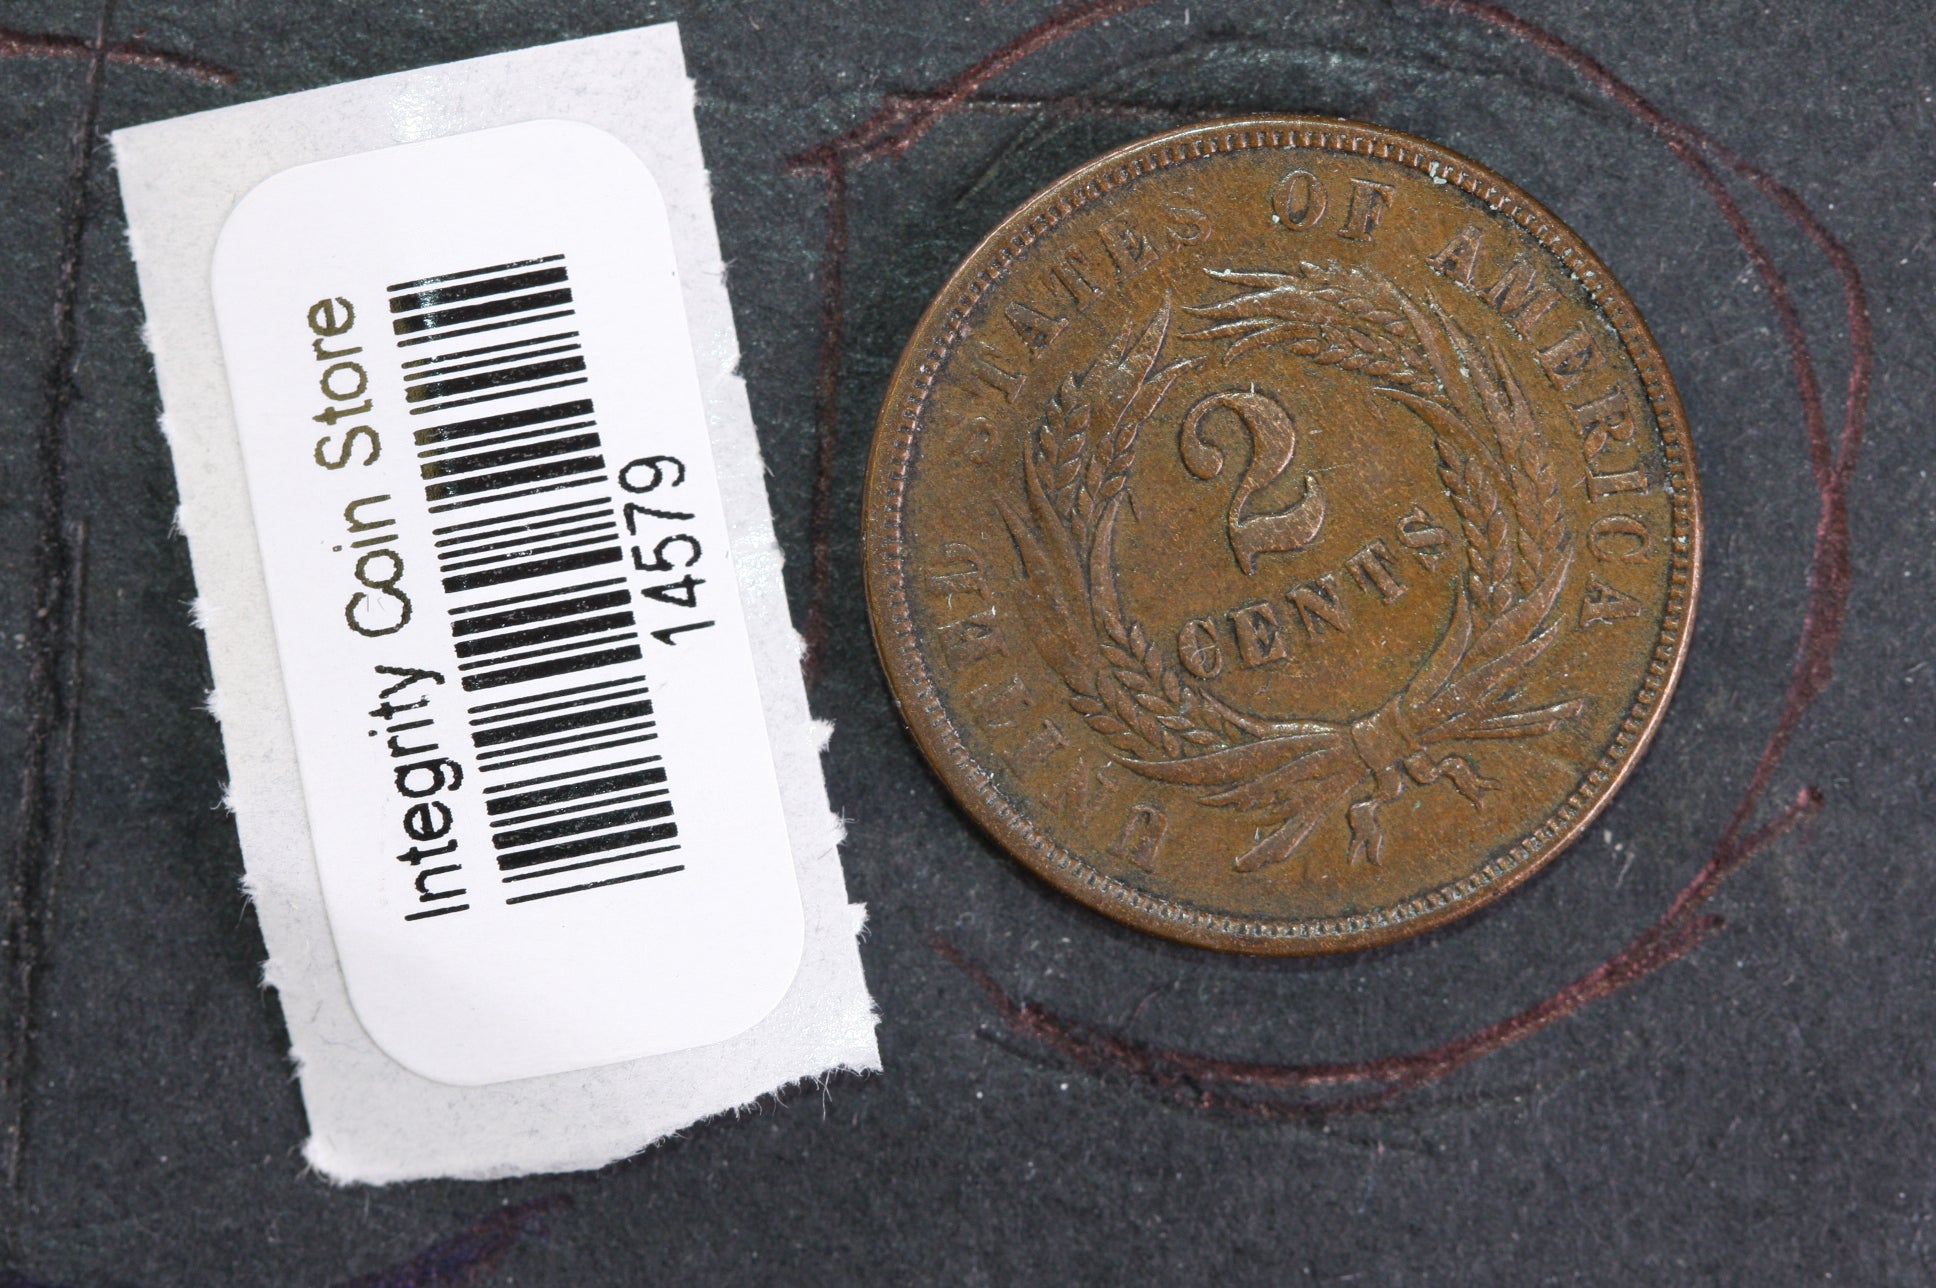 Integrity Coin Store
14579
UNITED STATES OF AMERICA
2
CENTS